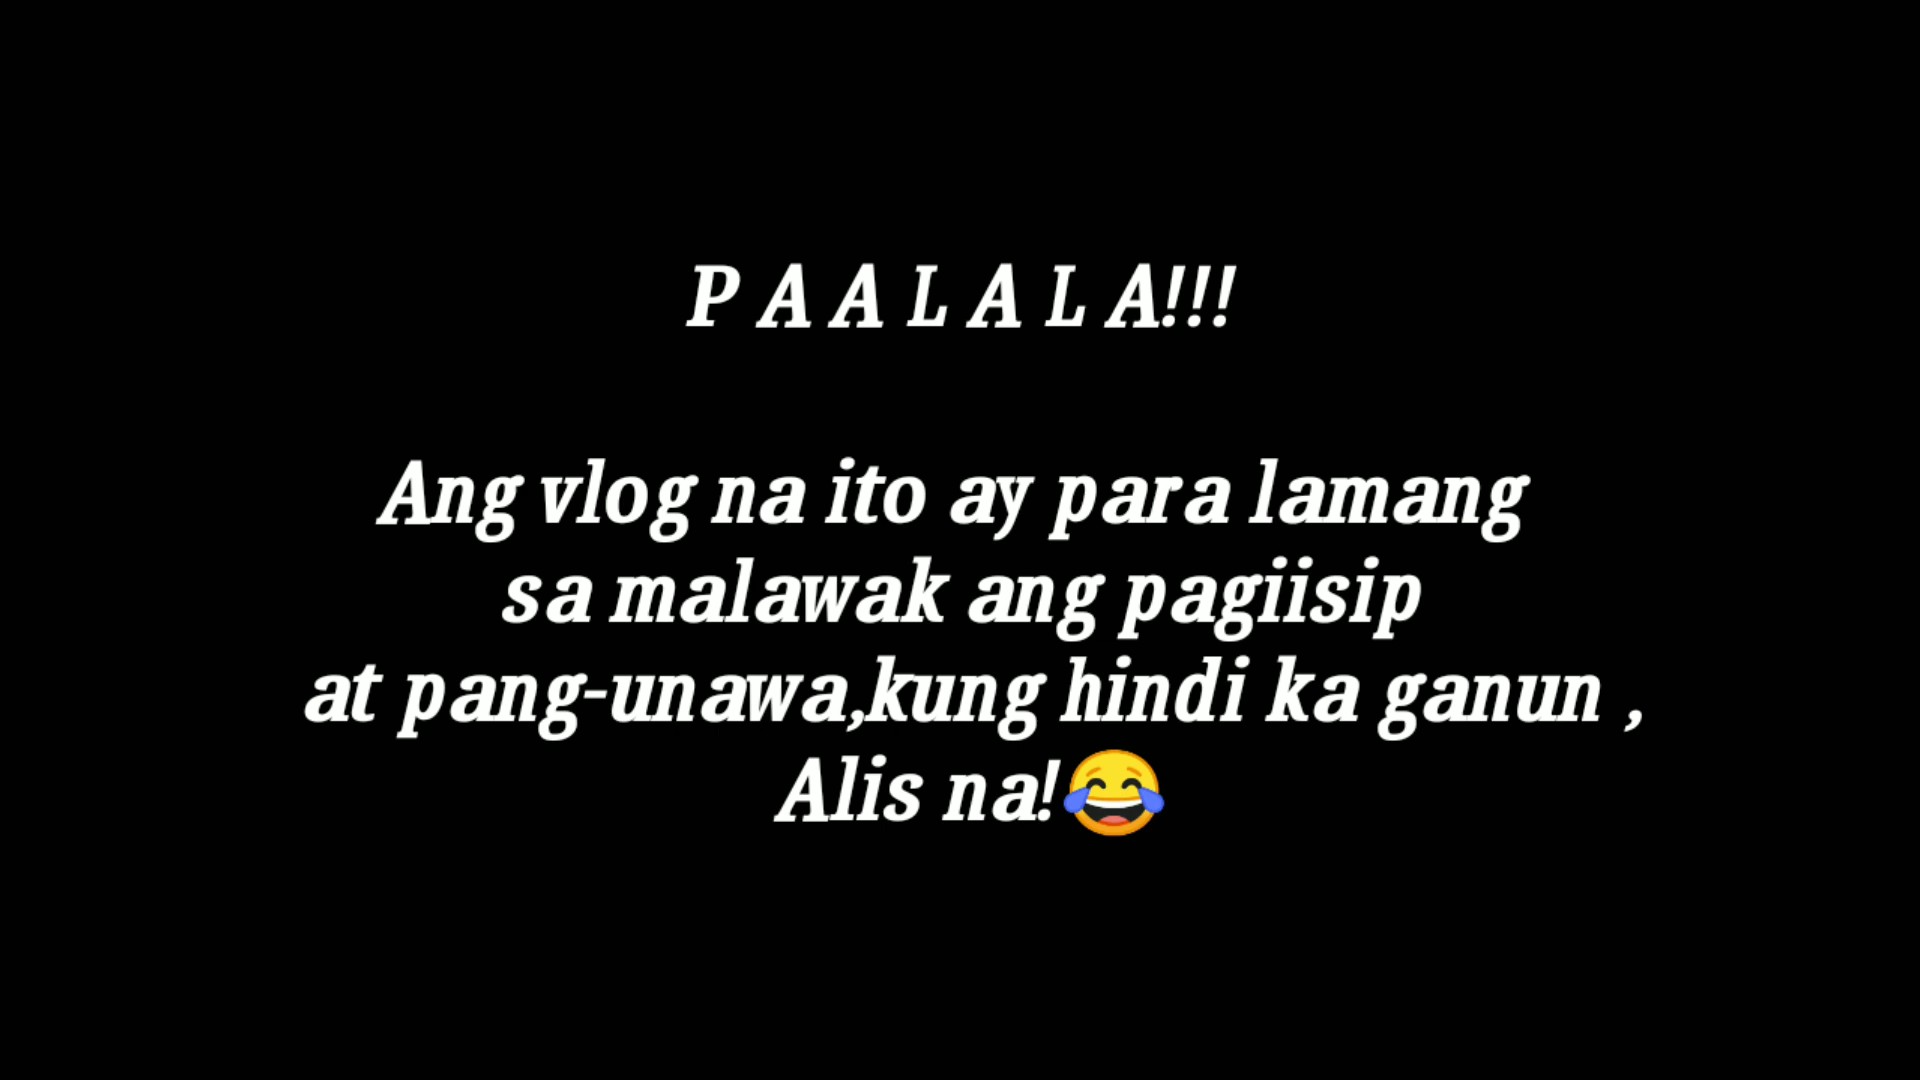 P A A L A L A!!!
Ang vlog na ito ay para lamang
sa malawak ang pagiisip
at pang-unawa,kung hindi ka ganun ,
Alis na!😂